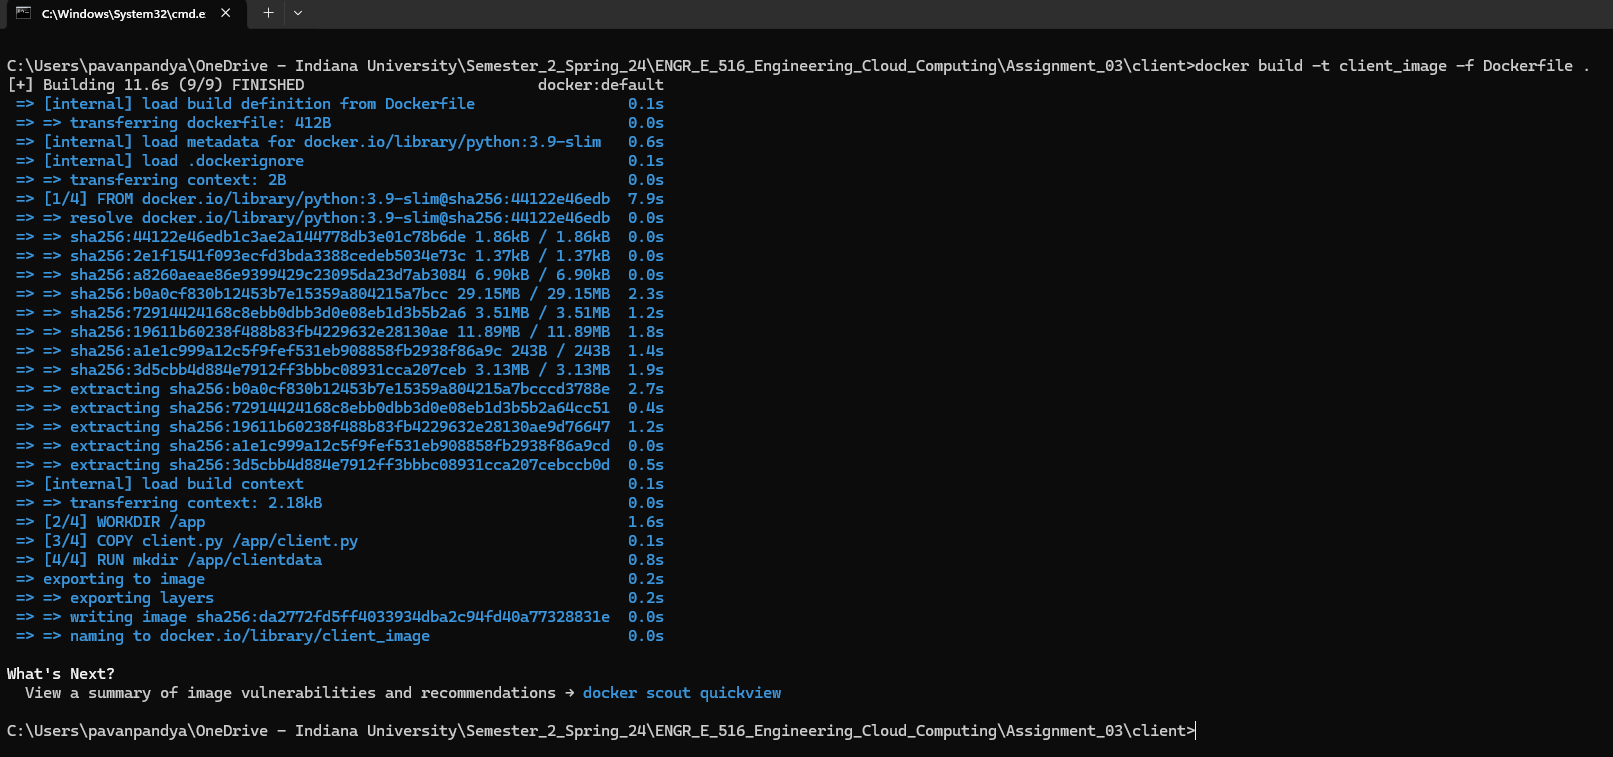 C:\Windows\System32\cmd.e
C:\Users\pavanpandya\OneDrive - Indiana University\Semester_2_Spring_24\ENGR_E_516_Engineering_Cloud_Computing\Assignment_03\client>docker build -t client_image -f Dockerfile .
[+] Building 11.6s (9/9) FINISHED docker:default
=> [internal] load build definition from Dockerfile 0.1s
=> => transferring dockerfile: 412B 0.0s
=> [internal] load metadata for docker.io/library/python:3.9-slim 0.6s
=> [internal] load .dockerignore 0.1s
=> => transferring context: 2B 0.0s
=> [1/4] FROM docker.io/library/python:3.9-slim@sha256:44122e46edb 7.9s
=> => resolve docker.io/library/python:3.9-slim@sha256:44122e46edb 0.0s
=> => sha256:44122e46edb1c3ae2a144778db3e01c78b6de 1.86kB / 1.86kB 0.0s
=> => sha256:2e1f1541f093ecfd3bda3388cedeb5034e73c 1.37kB / 1.37kB 0.0s
=> => sha256:a8260aeae86e9399429c23095da23d7ab3084 6.90kB / 6.90kB 0.0s
=> => sha256:b0a0cf830b12453b7e15359a804215a7bcc 29.15MB / 29.15MB 2.3s
=> => sha256:72914424168c8ebb0dbb3d0e08eb1d3b5b2a6 3.51MB / 3.51MB 1.2s
=> => sha256:19611b60238f488b83fb4229632e28130ae 11.89MB / 11.89MB 1.8s
=> => sha256:a1e1c999a12c5f9fef531eb908858fb2938f86a9c 243B / 243B 1.4s
=> => sha256:3d5cbb4d884e7912ff3bbbc08931cca207ceb 3.13MB / 3.13MB 1.9s
=> => extracting sha256:b0a0cf830b12453b7e15359a804215a7bcccd3788e 2.7s
=> => extracting sha256:72914424168c8ebb0dbb3d0e08eb1d3b5b2a64cc51 0.4s
=> => extracting sha256:19611b60238f488b83fb4229632e28130ae9d76647 1.2s
=> => extracting sha256:a1e1c999a12c5f9fef531eb908858fb2938f86a9cd 0.0s
=> => extracting sha256:3d5cbb4d884e7912ff3bbbc08931cca207cebccb0d 0.5s
=> [internal] load build context 0.1s
=> => transferring context: 2.18kB 0.0s
=> [2/4] WORKDIR /app 1.6s
=> [3/4] COPY client.py /app/client.py 0.1s
=> [4/4] RUN mkdir /app/clientdata 0.8s
=> exporting to image 0.2s
=> => exporting layers 0.2s
=> => writing image sha256:da2772fd5ff4033934dba2c94fd40a77328831e 0.0s
=> => naming to docker.io/library/client_image 0.0s
What's Next?
View a summary of image vulnerabilities and recommendations → docker scout quickview
C:\Users\pavanpandya\OneDrive - Indiana University\Semester_2_Spring_24\ENGR_E_516_Engineering_Cloud_Computing\Assignment_03\client>